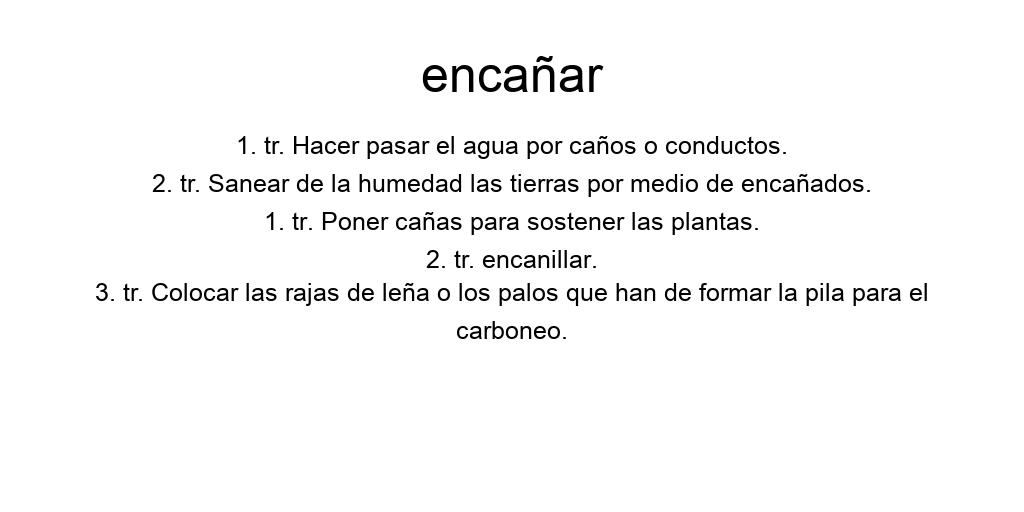 encañar
1. tr. Hacer pasar el agua por caños o conductos.
2. tr. Sanear de la humedad las tierras por medio de encañados.
1. tr. Poner cañas para sostener las plantas.
2. tr. encanillar.
3. tr. Colocar las rajas de leña o los palos que han de formar la pila para el
carboneo.